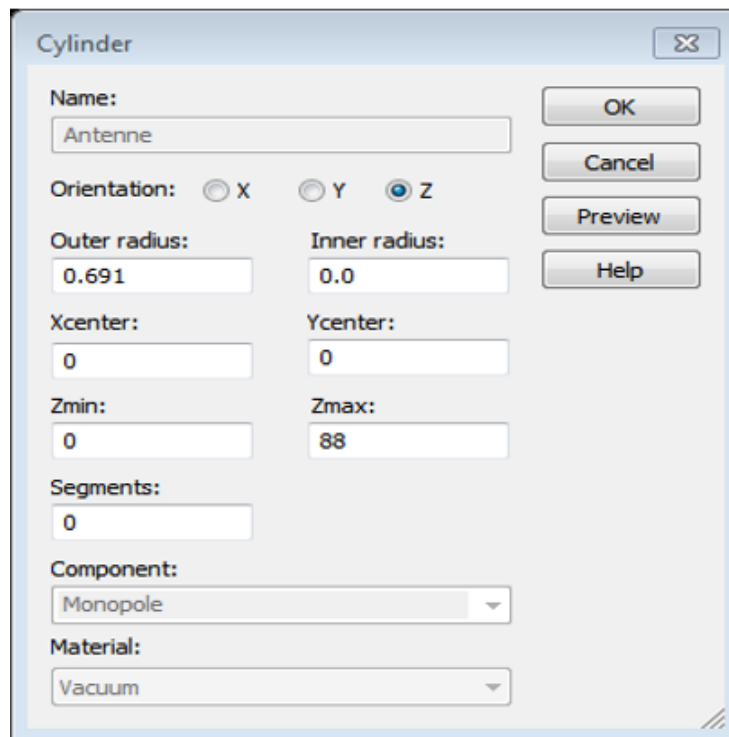 Cylinder
Name:
OK
Antenne
Cancel
Orientation: X Y Z
Preview
Outer radius: Inner radius:
0.691 0.0
Help
Xcenter: Ycenter:
0 0
Zmin: Zmax:
0 88
Segments:
0
Component:
Monopole
Material:
Vacuum